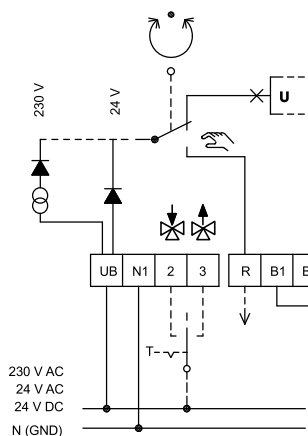 230 V
24 V
U
UB N1 2 3 R B1
T
230 V AC
24 V AC
24 V DC
N (GND)